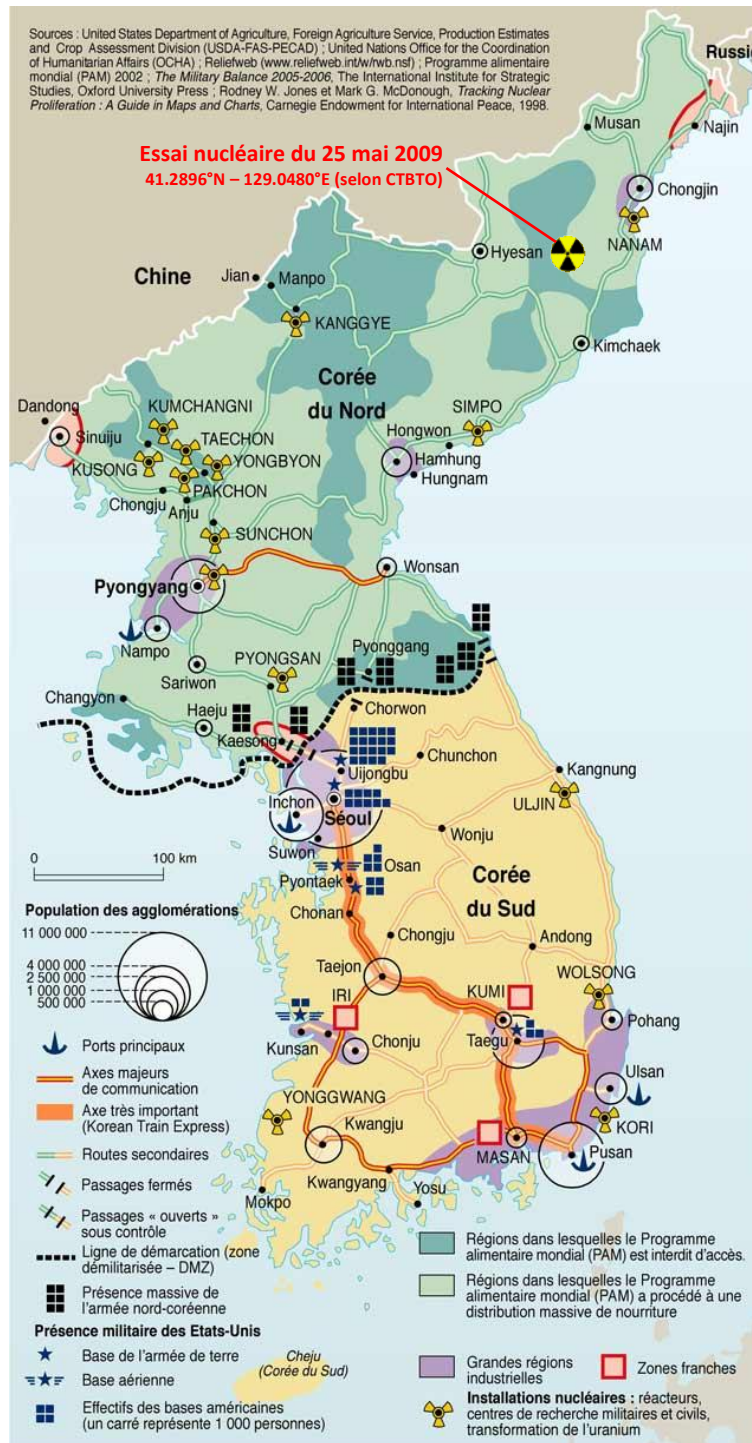 Sources : United States Department of Agriculture, Foreign Agriculture Service, Production Estimates
and Crop Assessment Division (USDA-FAS-PECAD) ; United Nations Office for the Coordination
of Humanitarian Affairs (OCHA) ; Reliefweb (www.reliefweb.int/w/rwb.nsf) ; Programme alimentaire
mondial (PAM) 2002 ; The Military Balance 2005-2006, The International Institute for Strategic
Studies, Oxford University Press ; Rodney W. Jones et Mark G. McDonough, Tracking Nuclear
Proliferation : A Guide in Maps and Charts, Carnegie Endowment for International Peace, 1998.
Russie
Musan
Najin
Essai nucléaire du 25 mai 2009
41.2896°N – 129.0480°E (selon CTBTO)
Chongjin
NANAM
Hyesan
Chine
Jian
Manpo
KANGGYE
Kimchaek
Corée
du Nord
Dandong
KUMCHANGNI
SIMPO
Hongwon
Sinuiju
TAECHON
KUSONG
YONGBYON
Hamhung
Hungnam
PAKCHON
Chongju
Anju
SUNCHON
Wonsan
Pyongyang
Nampo
Pyonggang
PYONGSAN
Sariwon
Changyon
Haeju
Chorwon
Kaesong
Chunchon
Uijongbu
Kangnung
ULJIN
Inchon
Séoul
Wonju
Suwon
0
100 km
Osan
Pyontaek
Corée
du Sud
Chonan
Chongju
Andong
Taejon
WOLSONG
IRI
KUMI
Pohang
Kunsan
Chonju
Taegu
Ulsan
YONGGWANG
KORI
Kwangju
MASAN
Pusan
Kwangyang
Yosu
Mokpo
Population des agglomérations
11 000 000
4 000 000
2 500 000
1 000 000
500 000
Ports principaux
Axes majeurs
de communication
Axe très important
(Korean Train Express)
Routes secondaires
Passages fermés
Passages « ouverts »
sous contrôle
Ligne de démarcation (zone
démilitarisée – DMZ)
Présence massive de
l’armée nord-coréenne
Présence militaire des Etats-Unis
Base de l’armée de terre
Base aérienne
Effectifs des bases américaines
(un carré représente 1 000 personnes)
Cheju
(Corée du Sud)
Régions dans lesquelles le Programme
alimentaire mondial (PAM) est interdit d’accès.
Régions dans lesquelles le Programme
alimentaire mondial (PAM) a procédé à une
distribution massive de nourriture
Grandes régions
industrielles
Zones franches
Installations nucléaires : réacteurs,
centres de recherche militaires et civils,
transformation de l’uranium